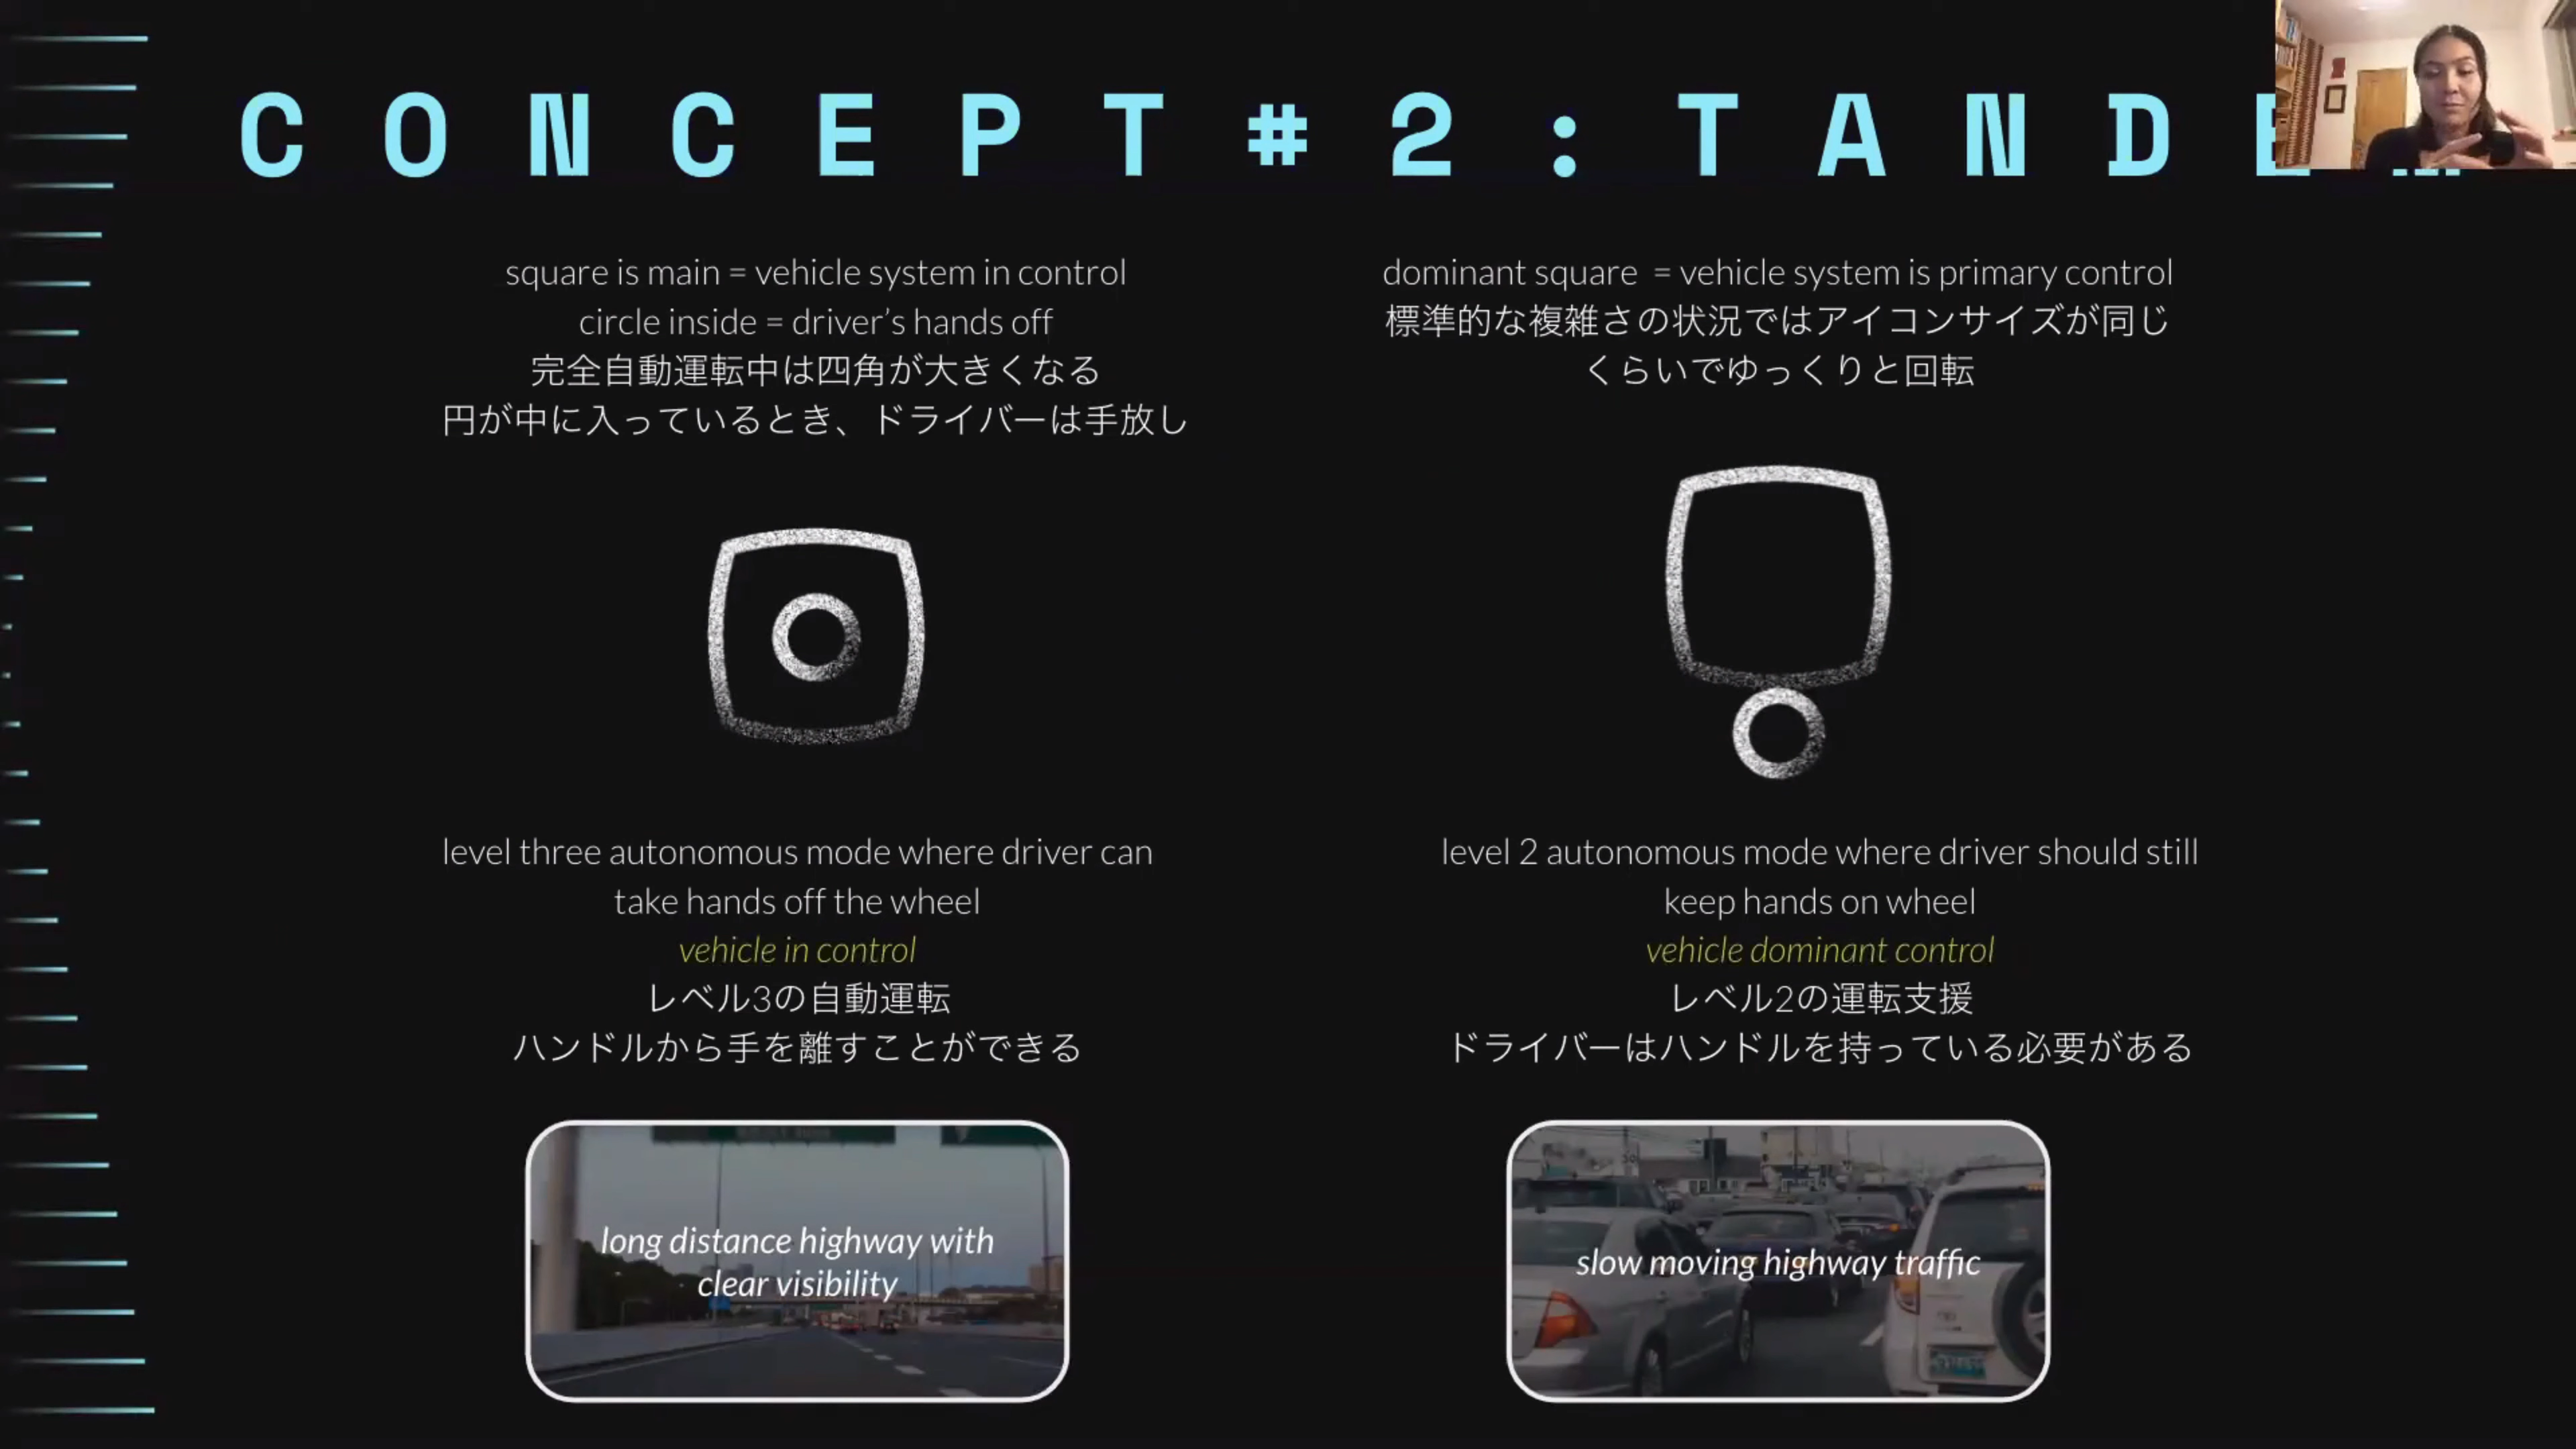 CONCEPT#2:TANDE
square is main = vehicle system in control
circle inside = driver's hands off
完全自動運転中は四角が大きくなる
円が中に入っているとき、ドライバーは手放し
dominant square = vehicle system is primary control
標準的な複雑さの状況ではアイコンサイズが同じ
くらいでゆっくりと回転
level three autonomous mode where driver can
take hands off the wheel
vehicle in control
レベル3の自動運転
ハンドルから手を離すことができる
level 2 autonomous mode where driver should still
keep hands on wheel
vehicle dominant control
レベル2の運転支援
ドライバーはハンドルを持っている必要がある
long distance highway with
clear visibility
slow moving highway traffic